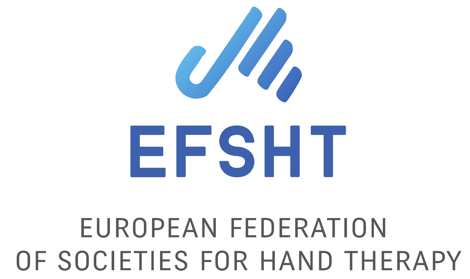 EFSHT
EUROPEAN FEDERATION
OF SOCIETIES FOR HAND THERAPY